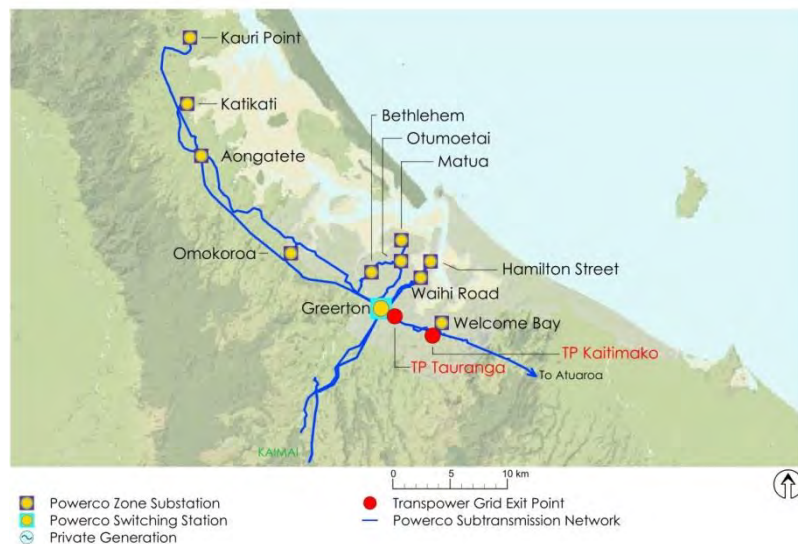 Kauri Point
Katikati
Bethlehem
Otumoetai
Matua
Aongatete
Omokoroa
Hamilton Street
Waihi Road
Greerton
Welcome Bay
TP Kaitimako
TP Tauranga
To Atuaroa
KAIMAI
0 5 10 km
Powerco Zone Substation
Powerco Switching Station
Private Generation
Transpower Grid Exit Point
Powerco Subtransmission Network